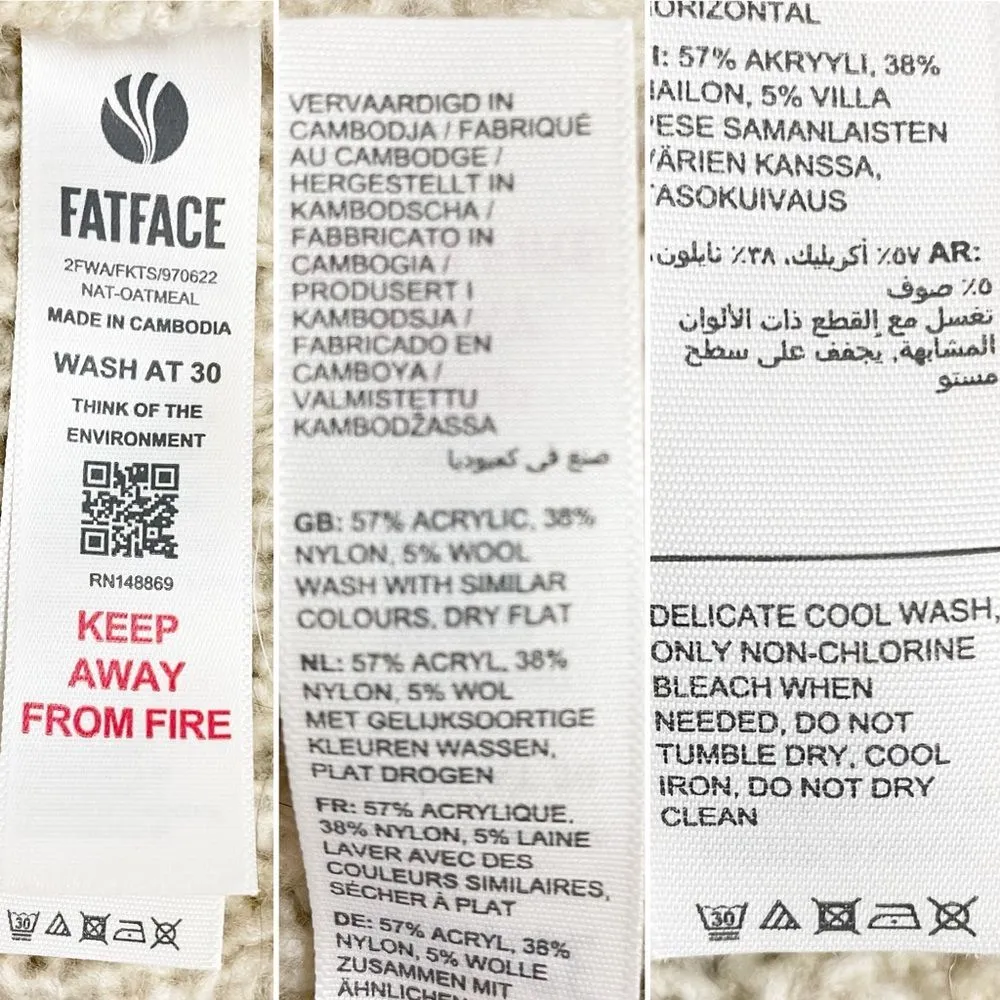 FATFACE
2FWA/FKTS/970622
NAT-OATMEAL
MADE IN CAMBODIA
WASH AT 30
THINK OF THE
ENVIRONMENT
RN148869
KEEP
AWAY
FROM FIRE
30
VERVAARDIGD IN
CAMBODJA / FABRIQUÉ
AU CAMBODGE /
HERGESTELLT IN
KAMBODSCHA /
FABBRICATO IN
CAMBOGIA /
PRODUSERT I
KAMBODSJA /
FABRICADO EN
CAMBOYA /
VALMISTETTU
KAMBODŽASSA
صنع في كمبوديا
GB: 57% ACRYLIC, 38%
NYLON, 5% WOOL
WASH WITH SIMILAR
COLOURS, DRY FLAT
NL: 57% ACRYL, 38%
NYLON, 5% WOL
MET GELIJKSOORTIGE
KLEUREN WASSEN,
PLAT DROGEN
FR: 57% ACRYLIQUE,
38% NYLON, 5% LAINE
LAVER AVEC DES
COULEURS SIMILAIRES,
SÉCHER À PLAT
DE: 57% ACRYL, 38%
NYLON, 5% WOLLE
ZUSAMMEN MIT
ÄHNLICHEN
ORIZONTAL
I: 57% AKRYYLI, 38%
AILON, 5% VILLA
ESE SAMANLAISTEN
ÄRIEN KANSSA,
ASOKUIVAUS
AR: ٥٧٪ أكريليك، ٣٨٪ نايلون،
٥٪ صوف
تغسل مع القطع ذات الألوان
المشابهة, يجفف على سطح
مستو
DELICATE COOL WASH,
ONLY NON-CHLORINE
BLEACH WHEN
NEEDED, DO NOT
TUMBLE DRY, COOL
IRON, DO NOT DRY
CLEAN
30